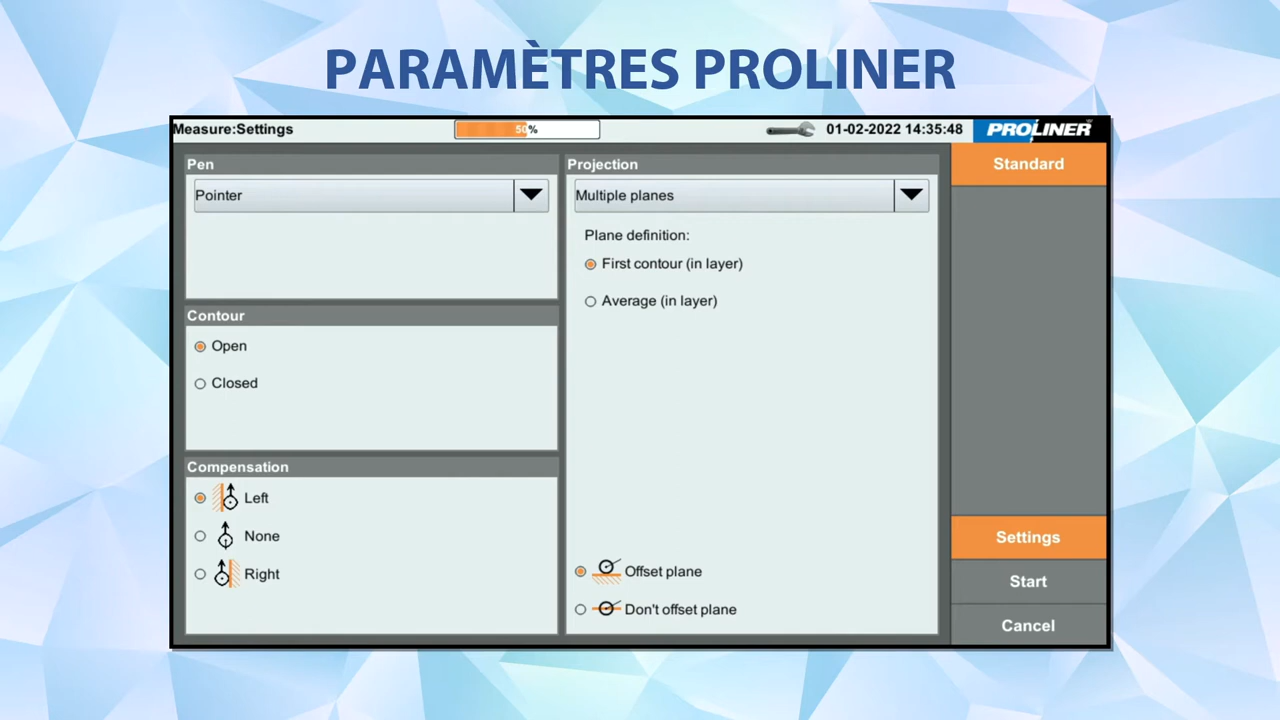 PARAMÈTRES PROLINER
Measure:Settings
50%
01-02-2022 14:35:48
PROLINER®
Pen
Pointer
Contour
Open
Closed
Compensation
Left
None
Right
Projection
Multiple planes
Plane definition:
First contour (in layer)
Average (in layer)
Offset plane
Don't offset plane
Standard
Settings
Start
Cancel